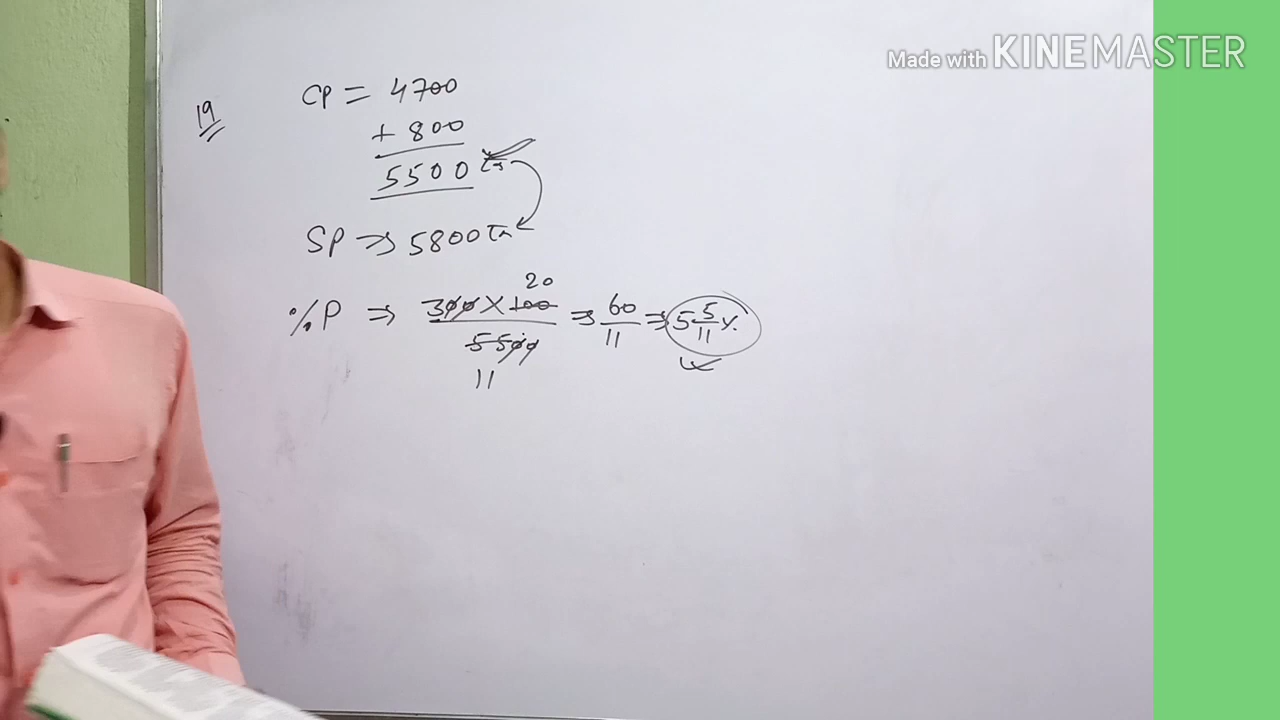 Made with KINEMASTER
19
CP = 4700
+ 800
5500
SP ⇒ 5800
20
%P ⇒ 300 × 100 ⇒ 60 ⇒ 5 5/11 %
5500 11
11